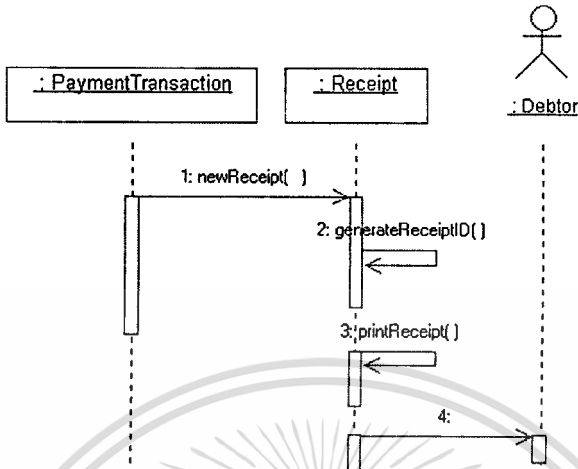 : PaymentTransaction
: Receipt
: Debtor
1: newReceipt( )
2: generateReceiptID( )
3: printReceipt( )
4: